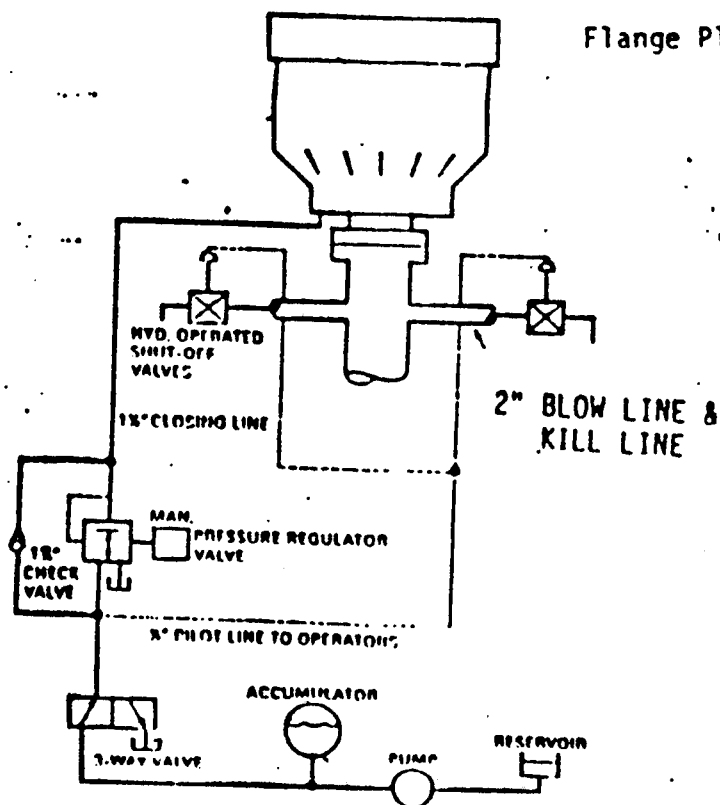 Flange
HYD. OPERATED
SHUT-OFF
VALVES
CLOSING LINE
2" BLOW LINE &
KILL LINE
MAN.
PRESSURE REGULATOR
VALVE
CHECK
VALVE
PILOT LINE TO OPERATORS
ACCUMULATOR
3-WAY VALVE
PUMP
RESERVOIR